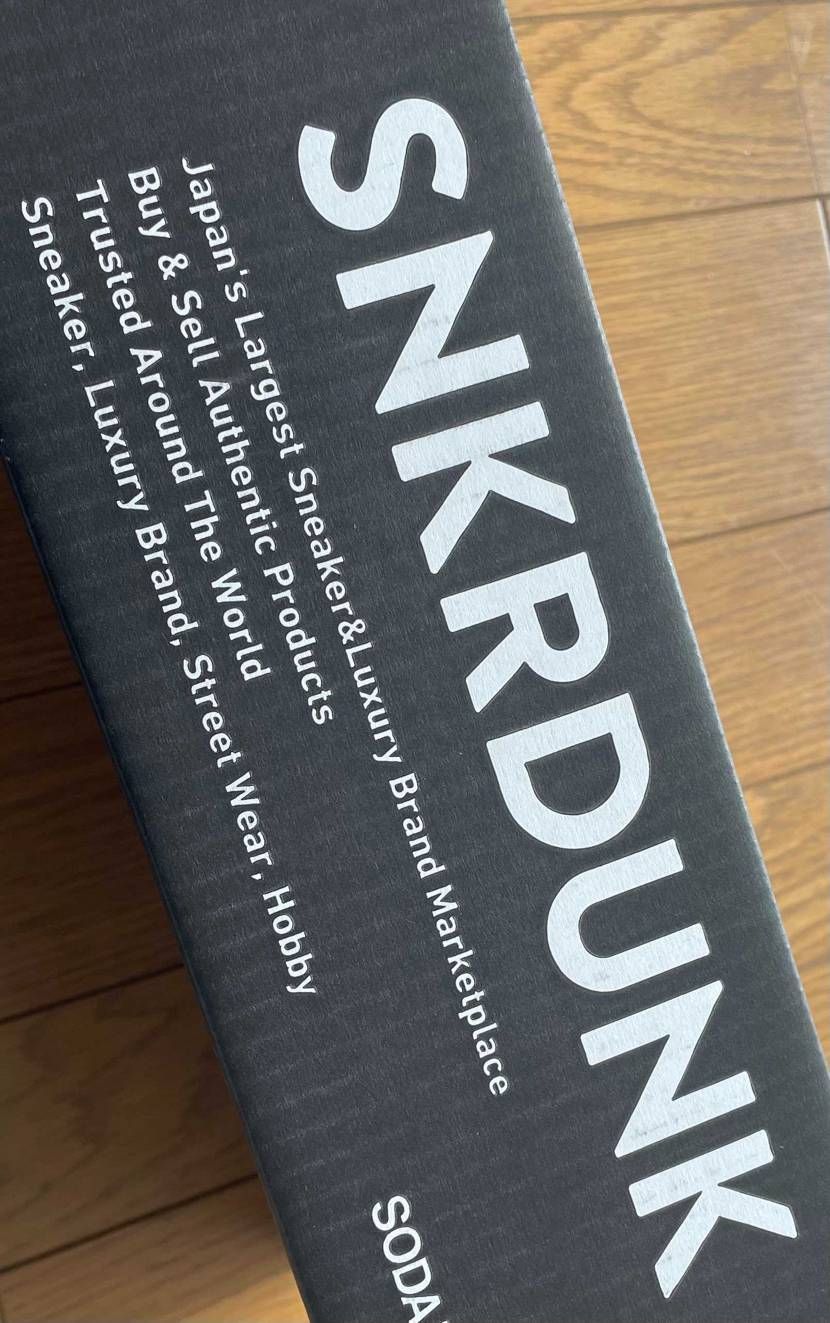 SNKRDUNK
Japan's Largest Sneaker&Luxury Brand Marketplace
Buy & Sell Authentic Products
Trusted Around The World
Sneaker, Luxury Brand, Street Wear, Hobby
SODA